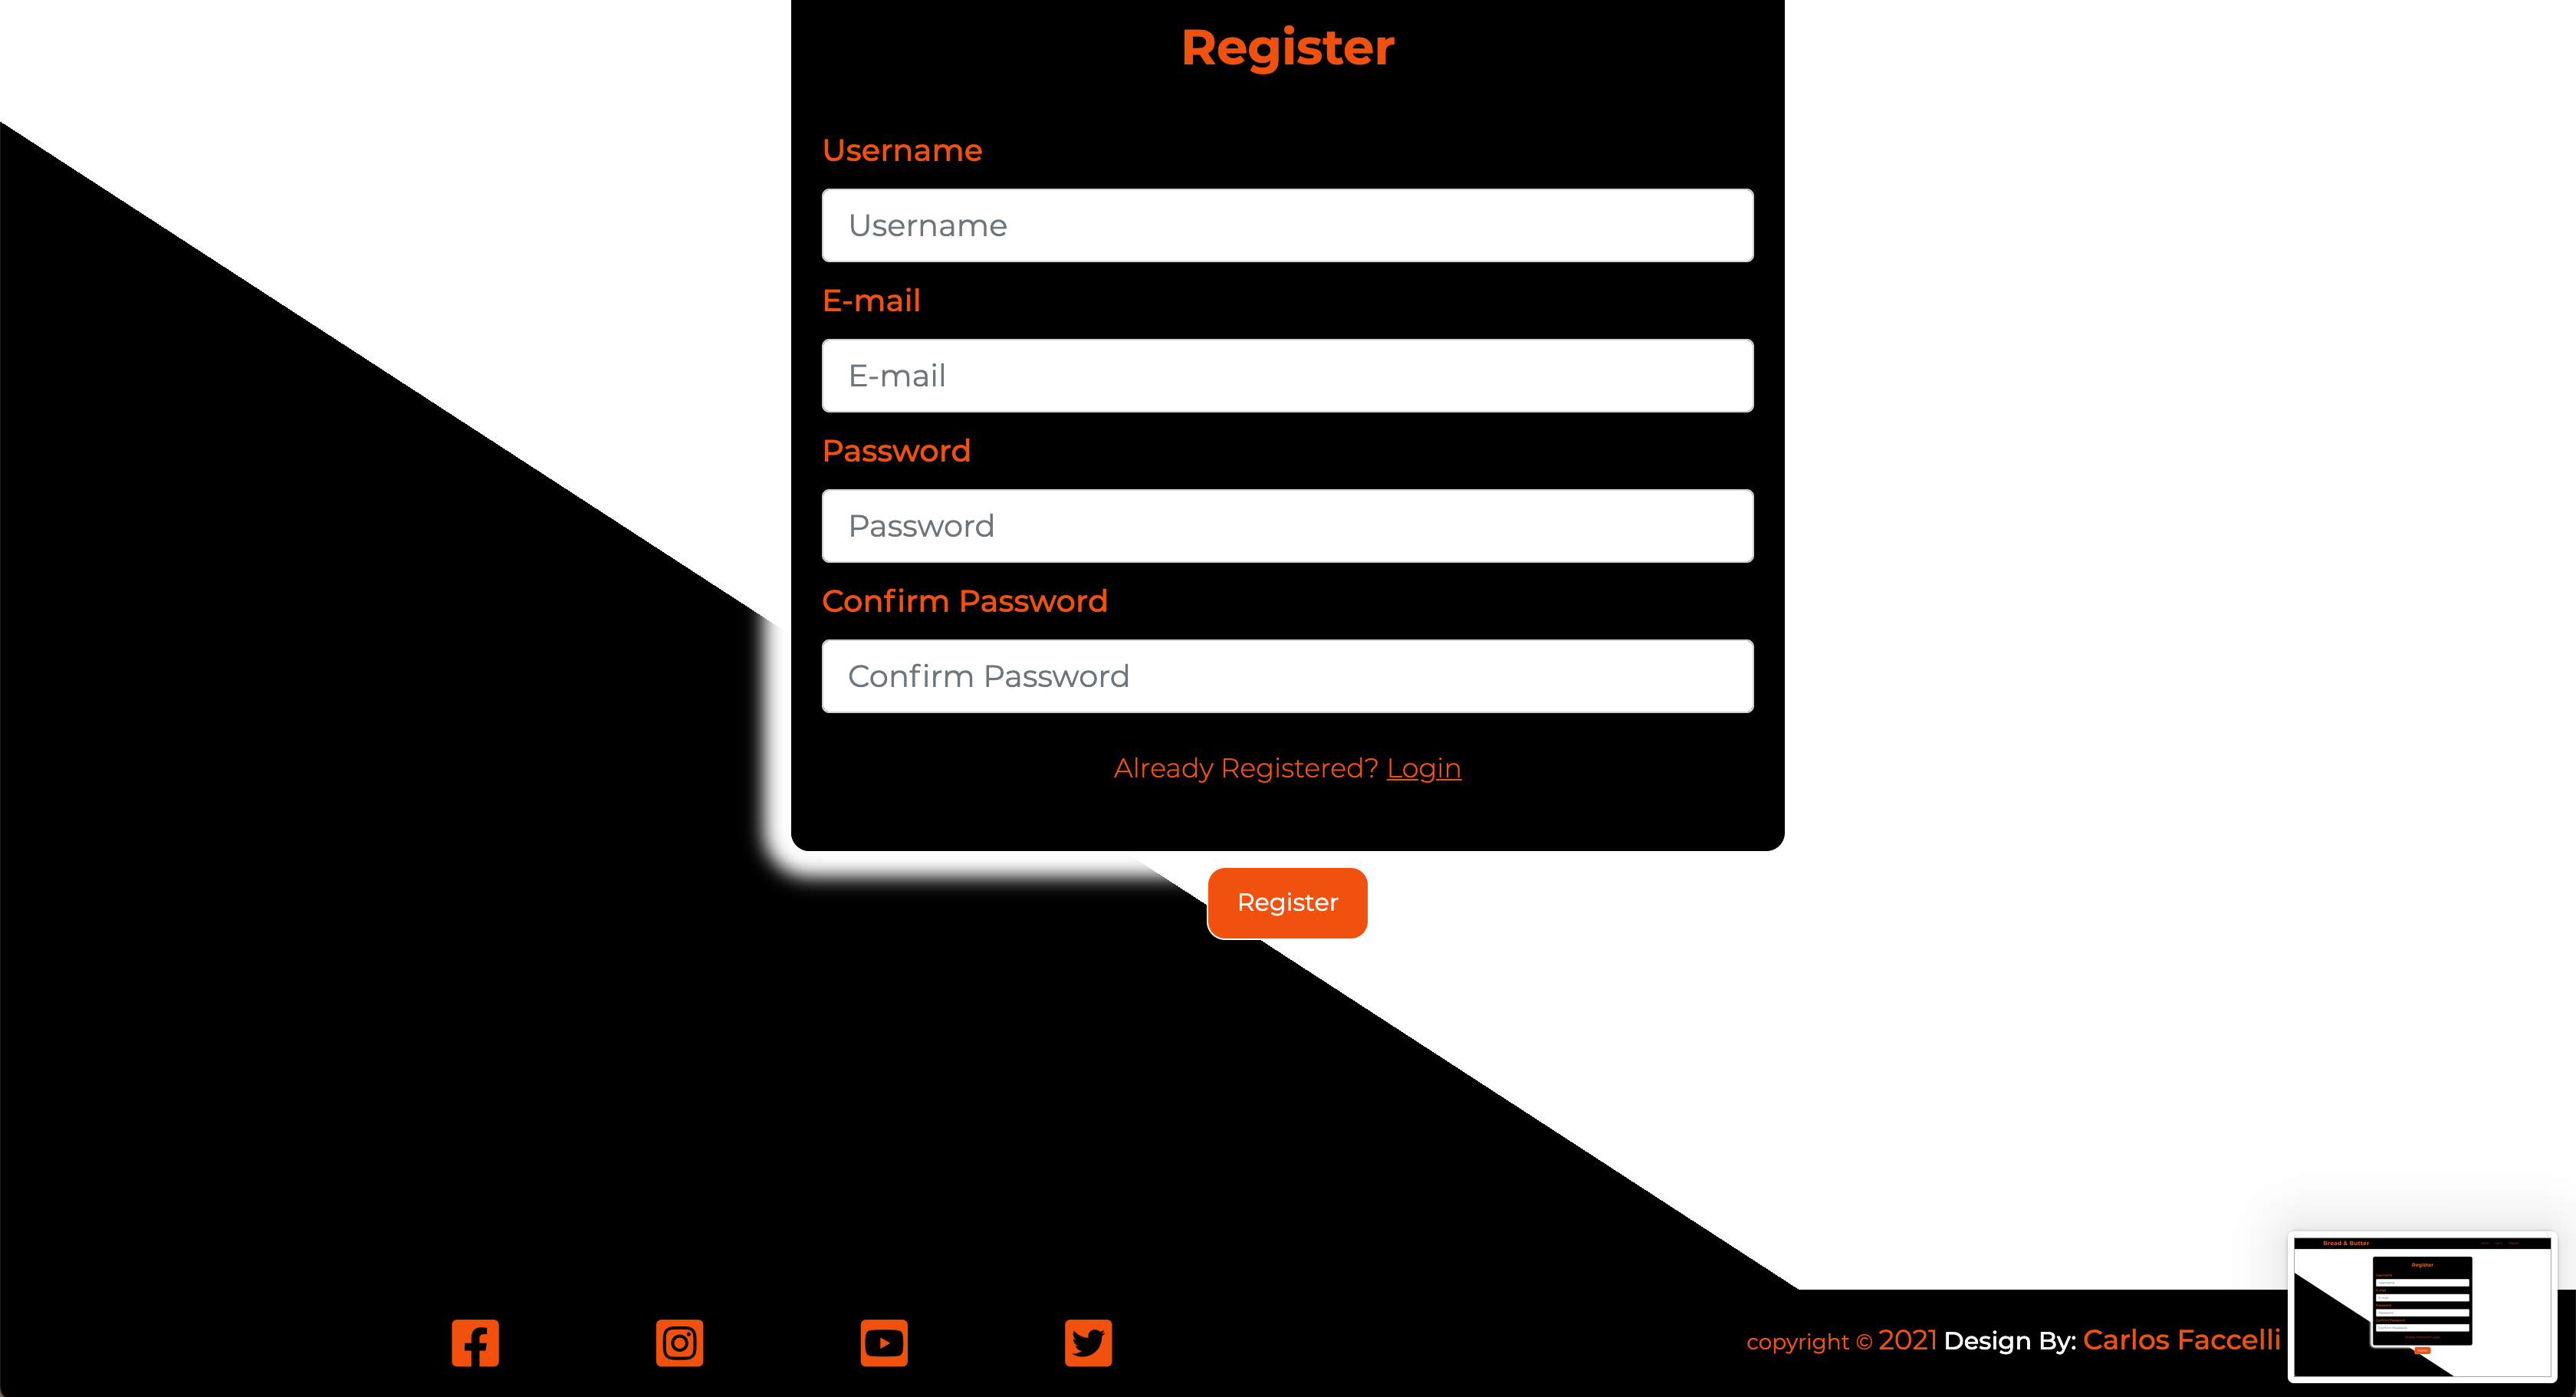 Register
Username
Username
E-mail
E-mail
Password
Password
Confirm Password
Confirm Password
Already Registered? Login
Register
copyright © 2021 Design By: Carlos Faccelli
Bread & Butter
Register